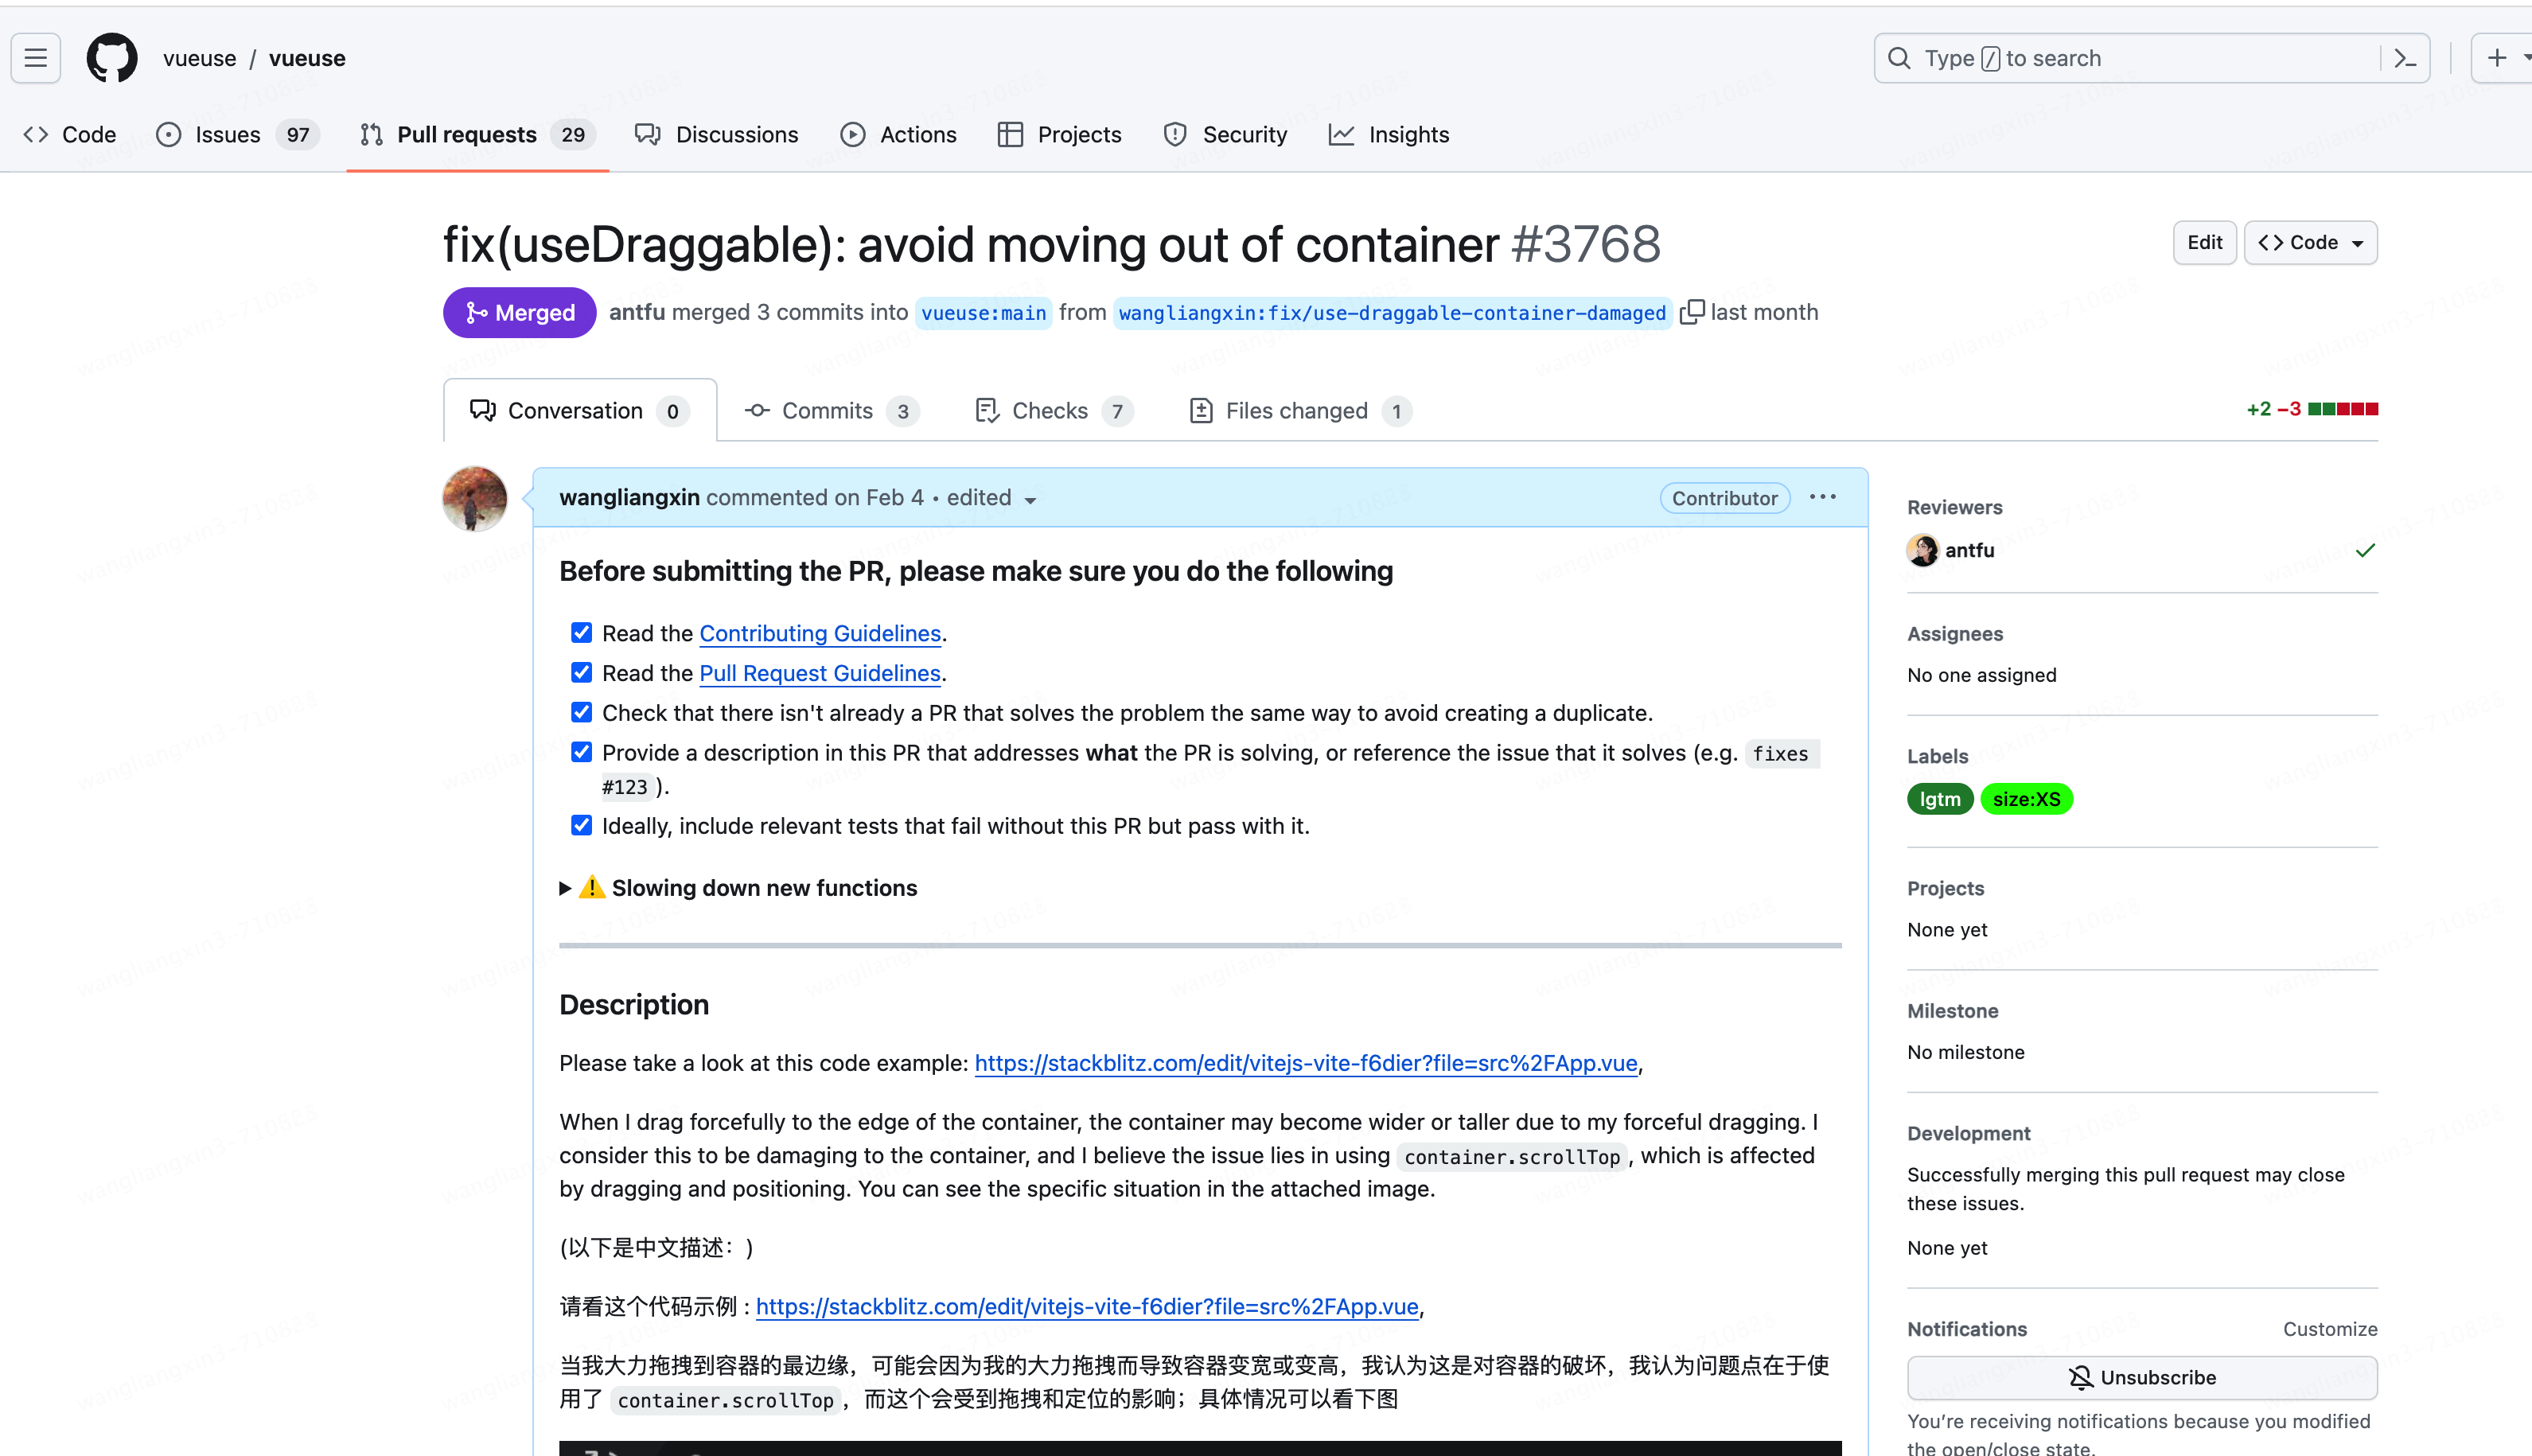 vueuse / vueuse
Type / to search
Code
Issues 97
Pull requests 29
Discussions
Actions
Projects
Security
Insights
fix(useDraggable): avoid moving out of container #3768
Edit
Code
Merged
antfu merged 3 commits into vueuse:main from wangliangxin:fix/use-draggable-container-damaged last month
Conversation 0
Commits 3
Checks 7
Files changed 1
+2 −3
wangliangxin commented on Feb 4 • edited
Contributor
Before submitting the PR, please make sure you do the following
Read the Contributing Guidelines.
Read the Pull Request Guidelines.
Check that there isn't already a PR that solves the problem the same way to avoid creating a duplicate.
Provide a description in this PR that addresses what the PR is solving, or reference the issue that it solves (e.g. fixes
#123 ).
Ideally, include relevant tests that fail without this PR but pass with it.
Slowing down new functions
Description
Please take a look at this code example: https://stackblitz.com/edit/vitejs-vite-f6dier?file=src%2FApp.vue,
When I drag forcefully to the edge of the container, the container may become wider or taller due to my forceful dragging. I
consider this to be damaging to the container, and I believe the issue lies in using container.scrollTop , which is affected
by dragging and positioning. You can see the specific situation in the attached image.
(以下是中文描述：)
请看这个代码示例 : https://stackblitz.com/edit/vitejs-vite-f6dier?file=src%2FApp.vue,
当我大力拖拽到容器的最边缘，可能会因为我的大力拖拽而导致容器变宽或变高，我认为这是对容器的破坏，我认为问题点在于使
用了 container.scrollTop ，而这个会受到拖拽和定位的影响；具体情况可以看下图
Reviewers
antfu
Assignees
No one assigned
Labels
lgtm
size:XS
Projects
None yet
Milestone
No milestone
Development
Successfully merging this pull request may close
these issues.
None yet
Notifications
Customize
Unsubscribe
You're receiving notifications because you modified
the open/close state.